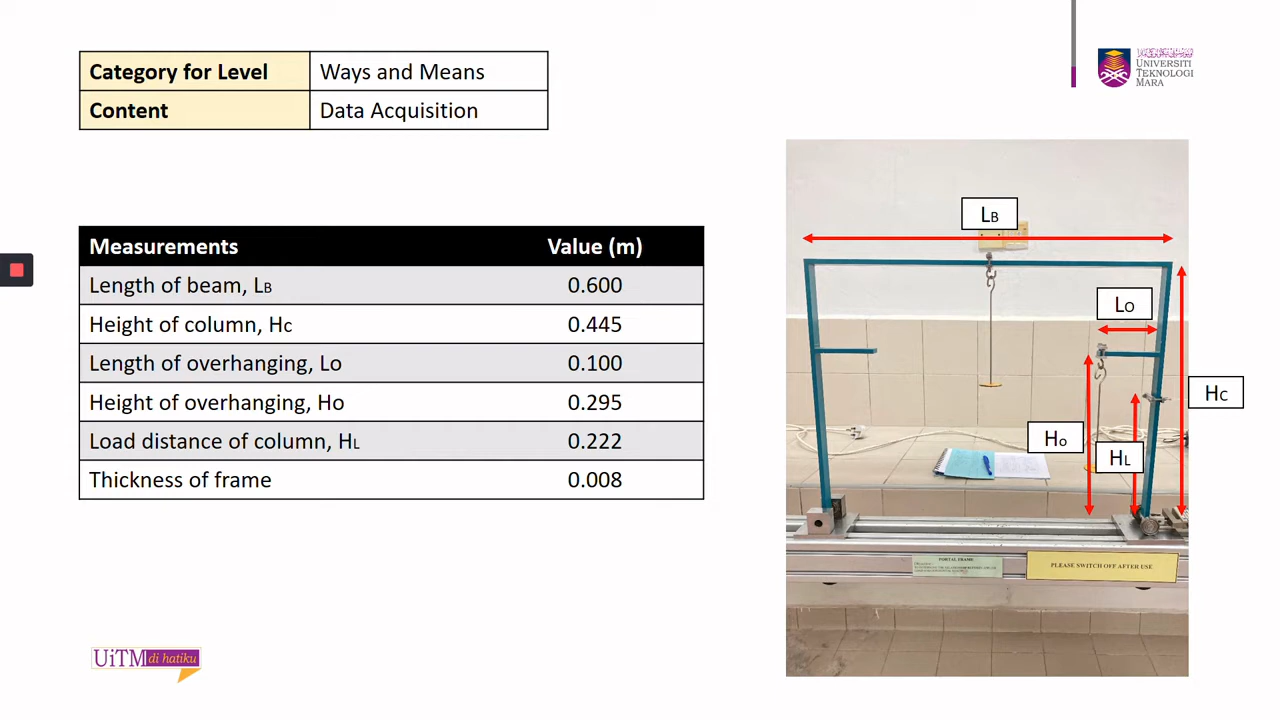 Category for Level Ways and Means
Content Data Acquisition
UNIVERSITI
TEKNOLOGI
MARA
Measurements Value (m)
Length of beam, LB 0.600
Height of column, HC 0.445
Length of overhanging, Lo 0.100
Height of overhanging, Ho 0.295
Load distance of column, HL 0.222
Thickness of frame 0.008
LB
LO
HC
Ho
HL
PORTAL FRAME
PLEASE SWITCH OFF AFTER USE
UiTM di hatiku